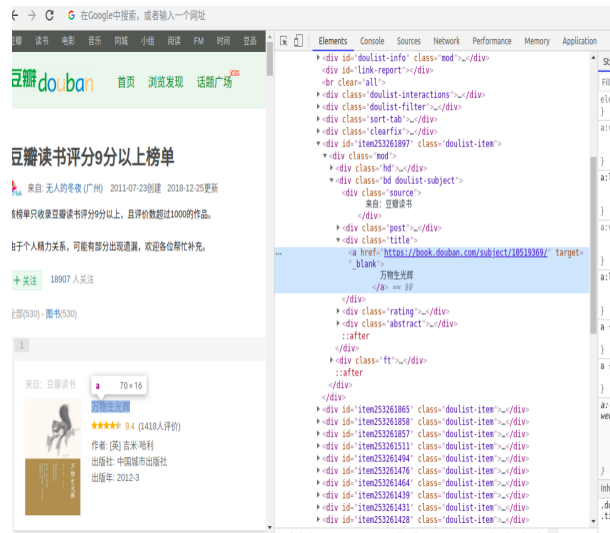 在Google中搜索，或者输入一个网址
读书 电影 音乐 同城 小组 阅读 FM 时间 豆品
豆瓣douban 首页 浏览发现 话题广场
豆瓣读书评分9分以上榜单
来自: 无人的冬夜 (广州) 2011-07-23创建 2018-12-25更新
榜单只收录豆瓣读书评分9分以上，且评价数超过1000的作品。
于个人精力关系，可能有部分出现遗漏，欢迎各位帮忙补充。
+ 关注 18907 人关注
全部(530) · 图书(530)
1
来自：豆瓣读书
a 70 × 16
万物生光辉
9.4 (1418人评价)
作者: [英] 吉米·哈利
出版社: 中国城市出版社
出版年: 2012-3
Elements Console Sources Network Performance Memory Application
▶<div id="doulist-info" class="mod">…</div>
<div id="link-report"></div>
<br clear="all">
▶<div class="doulist-interactions">…</div>
▶<div class="doulist-filter">…</div>
▶<div class="sort-tab">…</div>
▶<div class="clearfix">…</div>
▼<div id="item253261897" class="doulist-item">
▼<div class="mod">
▶<div class="hd">…</div>
▼<div class="bd doulist-subject">
<div class="source">
来自：豆瓣读书
</div>
▶<div class="post">…</div>
▼<div class="title">
… <a href="https://book.douban.com/subject/10519369/" target=
"_blank">
万物生光辉
</a> == $0
</div>
▶<div class="rating">…</div>
▶<div class="abstract">…</div>
::after
</div>
▶<div class="ft">…</div>
::after
</div>
</div>
▶<div id="item253261865" class="doulist-item">…</div>
▶<div id="item253261858" class="doulist-item">…</div>
▶<div id="item253261857" class="doulist-item">…</div>
▶<div id="item253261511" class="doulist-item">…</div>
▶<div id="item253261494" class="doulist-item">…</div>
▶<div id="item253261476" class="doulist-item">…</div>
▶<div id="item253261464" class="doulist-item">…</div>
▶<div id="item253261439" class="doulist-item">…</div>
▶<div id="item253261431" class="doulist-item">…</div>
▶<div id="item253261428" class="doulist-item">…</div>